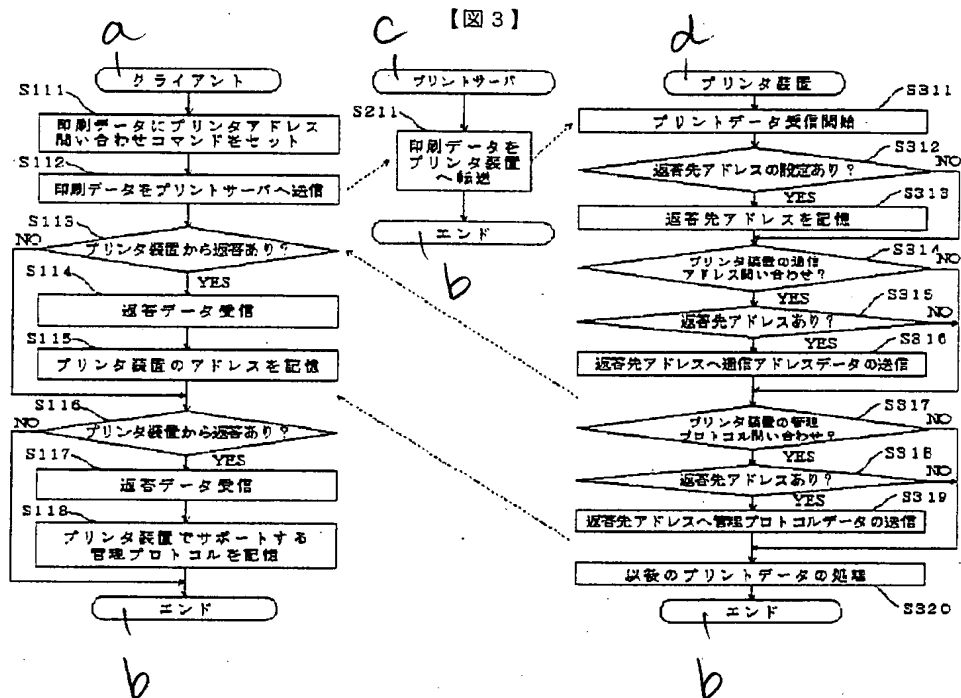 【図3】
a
クライアント
S111
印刷データにプリンタアドレス
問い合わせコマンドをセット
S112
印刷データをプリントサーバへ送信
S113
プリンタ装置から返答あり?
NO
YES
S114
返答データ受信
S115
プリンタ装置のアドレスを記憶
S116
プリンタ装置から返答あり?
NO
YES
S117
返答データ受信
S118
プリンタ装置でサポートする
管理プロトコルを記憶
エンド
b
c
プリントサーバ
S211
印刷データを
プリンタ装置
へ転送
エンド
b
d
プリンタ装置
S311
プリントデータ受信開始
S312
返答先アドレスの設定あり?
NO
YES
S313
返答先アドレスを記憶
S314
プリンタ装置の通信
アドレス問い合わせ?
NO
YES
S315
返答先アドレスあり?
NO
YES
S316
返答先アドレスへ通信アドレスデータの送信
S317
プリンタ装置の管理
プロトコル問い合わせ?
NO
YES
S318
返答先アドレスあり?
NO
YES
S319
返答先アドレスへ管理プロトコルデータの送信
以後のプリントデータの処理
S320
エンド
b